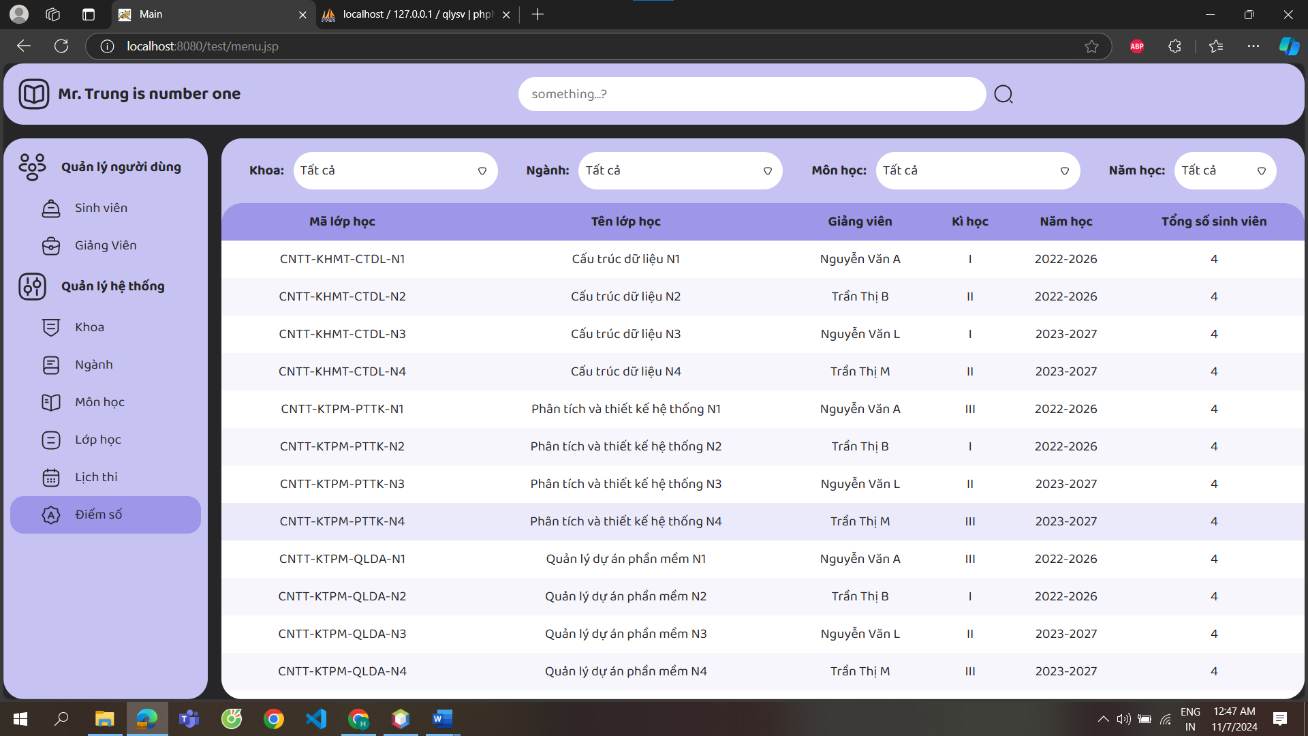 Main
localhost / 127.0.0.1 / qlysv | php
localhost:8080/test/menu.jsp
ABP
Mr. Trung is number one
something...?
Quản lý người dùng
Sinh viên
Giảng Viên
Quản lý hệ thống
Khoa
Ngành
Môn học
Lớp học
Lịch thi
A
Điểm số
Khoa: Tất cả Ngành: Tất cả Môn học: Tất cả Năm học: Tất cả
Mã lớp học Tên lớp học Giảng viên Kì học Năm học Tổng số sinh viên
CNTT-KHMT-CTDL-N1 Cấu trúc dữ liệu N1 Nguyễn Văn A I 2022-2026 4
CNTT-KHMT-CTDL-N2 Cấu trúc dữ liệu N2 Trần Thị B II 2022-2026 4
CNTT-KHMT-CTDL-N3 Cấu trúc dữ liệu N3 Nguyễn Văn L I 2023-2027 4
CNTT-KHMT-CTDL-N4 Cấu trúc dữ liệu N4 Trần Thị M II 2023-2027 4
CNTT-KTPM-PTTK-N1 Phân tích và thiết kế hệ thống N1 Nguyễn Văn A III 2022-2026 4
CNTT-KTPM-PTTK-N2 Phân tích và thiết kế hệ thống N2 Trần Thị B I 2022-2026 4
CNTT-KTPM-PTTK-N3 Phân tích và thiết kế hệ thống N3 Nguyễn Văn L II 2023-2027 4
CNTT-KTPM-PTTK-N4 Phân tích và thiết kế hệ thống N4 Trần Thị M III 2023-2027 4
CNTT-KTPM-QLDA-N1 Quản lý dự án phần mềm N1 Nguyễn Văn A III 2022-2026 4
CNTT-KTPM-QLDA-N2 Quản lý dự án phần mềm N2 Trần Thị B I 2022-2026 4
CNTT-KTPM-QLDA-N3 Quản lý dự án phần mềm N3 Nguyễn Văn L II 2023-2027 4
CNTT-KTPM-QLDA-N4 Quản lý dự án phần mềm N4 Trần Thị M III 2023-2027 4
ENG
IN
12:47 AM
11/7/2024